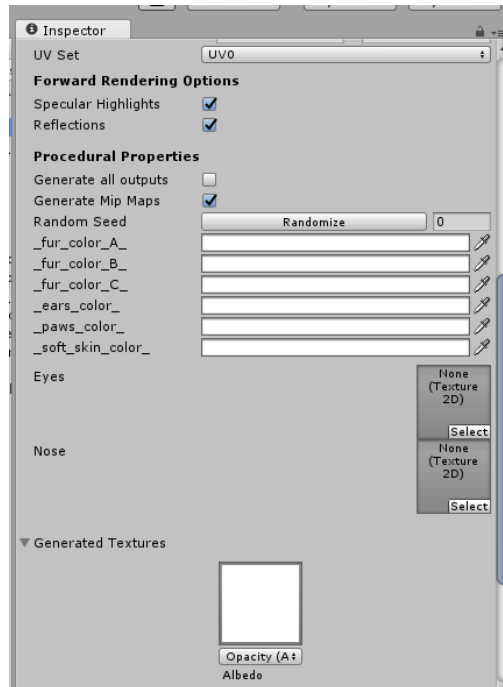 Inspector
UV Set UV0
Forward Rendering Options
Specular Highlights
Reflections
Procedural Properties
Generate all outputs
Generate Mip Maps
Random Seed Randomize 0
_fur_color_A_
_fur_color_B_
_fur_color_C_
_ears_color_
_paws_color_
_soft_skin_color_
Eyes
None
(Texture
2D)
Select
Nose
None
(Texture
2D)
Select
Generated Textures
Opacity (A
Albedo